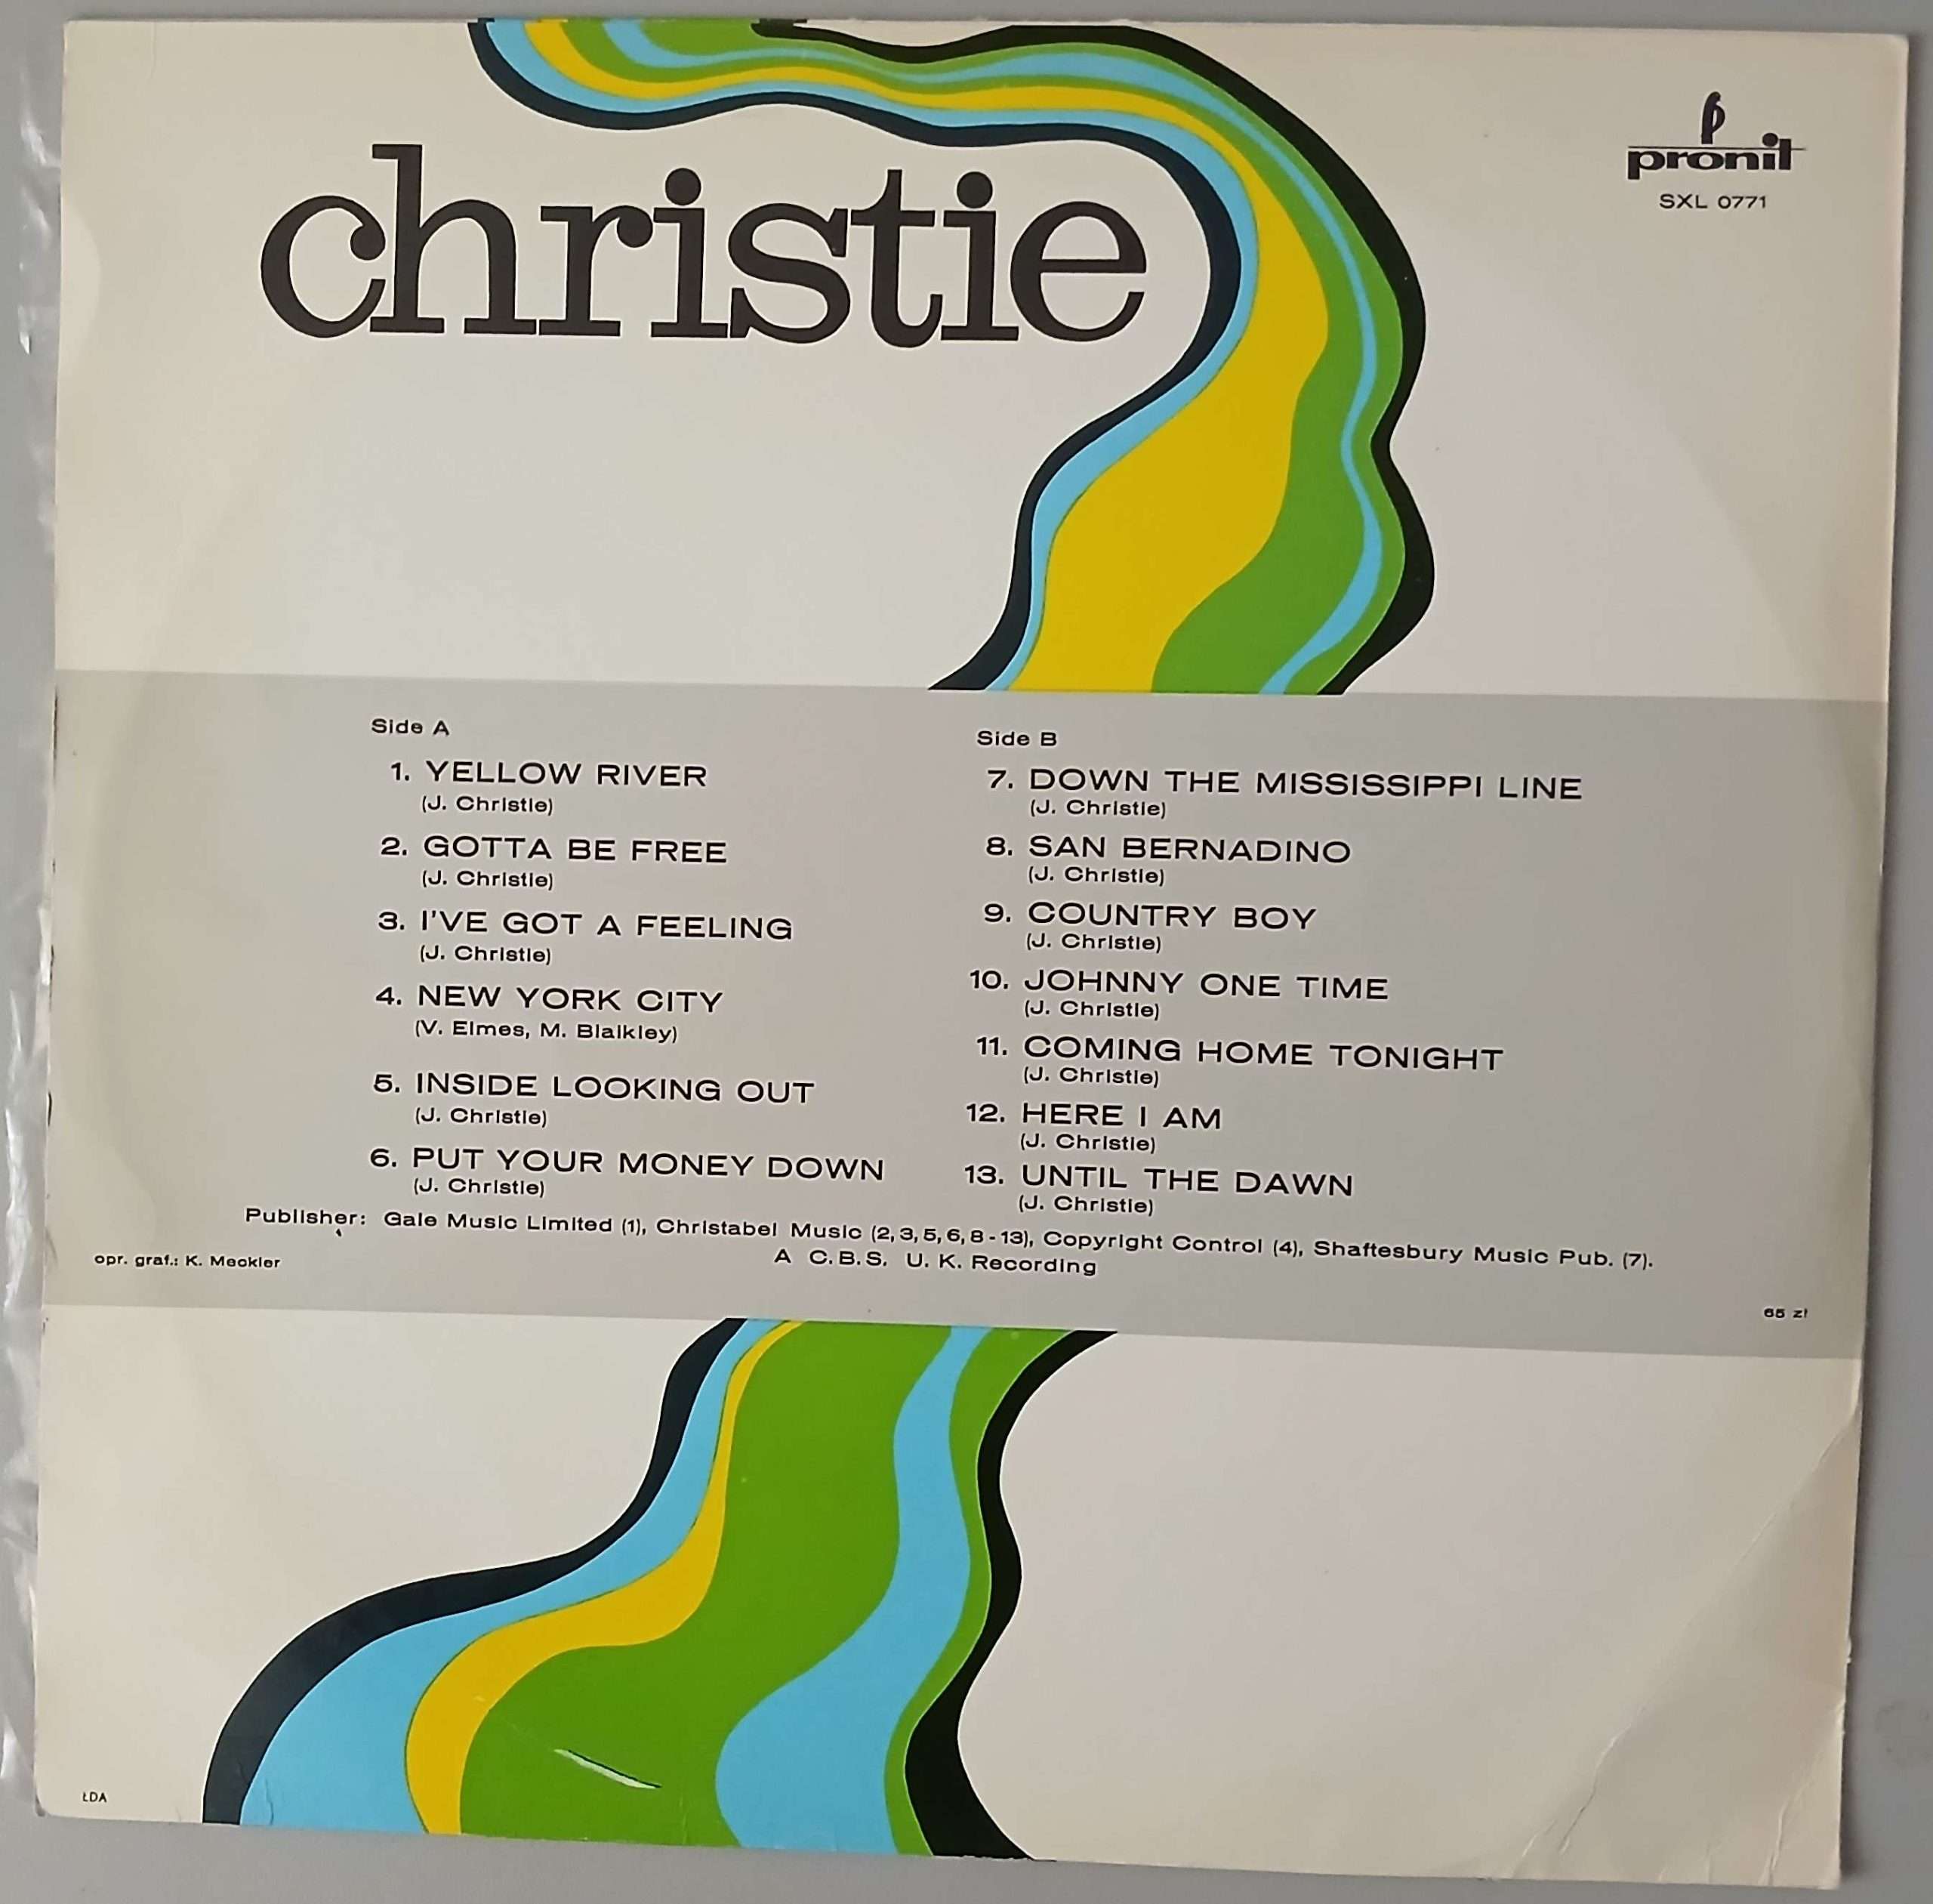 christie
pronit
SXL 0771
Side A
1. YELLOW RIVER
(J. Christie)
2. GOTTA BE FREE
(J. Christie)
3. I'VE GOT A FEELING
(J. Christie)
4. NEW YORK CITY
(V. Elmes, M. Blaikley)
5. INSIDE LOOKING OUT
(J. Christie)
6. PUT YOUR MONEY DOWN
(J. Christie)
Side B
7. DOWN THE MISSISSIPPI LINE
(J. Christie)
8. SAN BERNADINO
(J. Christie)
9. COUNTRY BOY
(J. Christie)
10. JOHNNY ONE TIME
(J. Christie)
11. COMING HOME TONIGHT
(J. Christie)
12. HERE I AM
(J. Christie)
13. UNTIL THE DAWN
(J. Christie)
Publisher: Gale Music Limited (1), Christabel Music (2, 3, 5, 6, 8 - 13), Copyright Control (4), Shaftesbury Music Pub. (7).
A C.B.S. U. K. Recording
opr. graf.: K. Meckier
65 zł
ŁDA